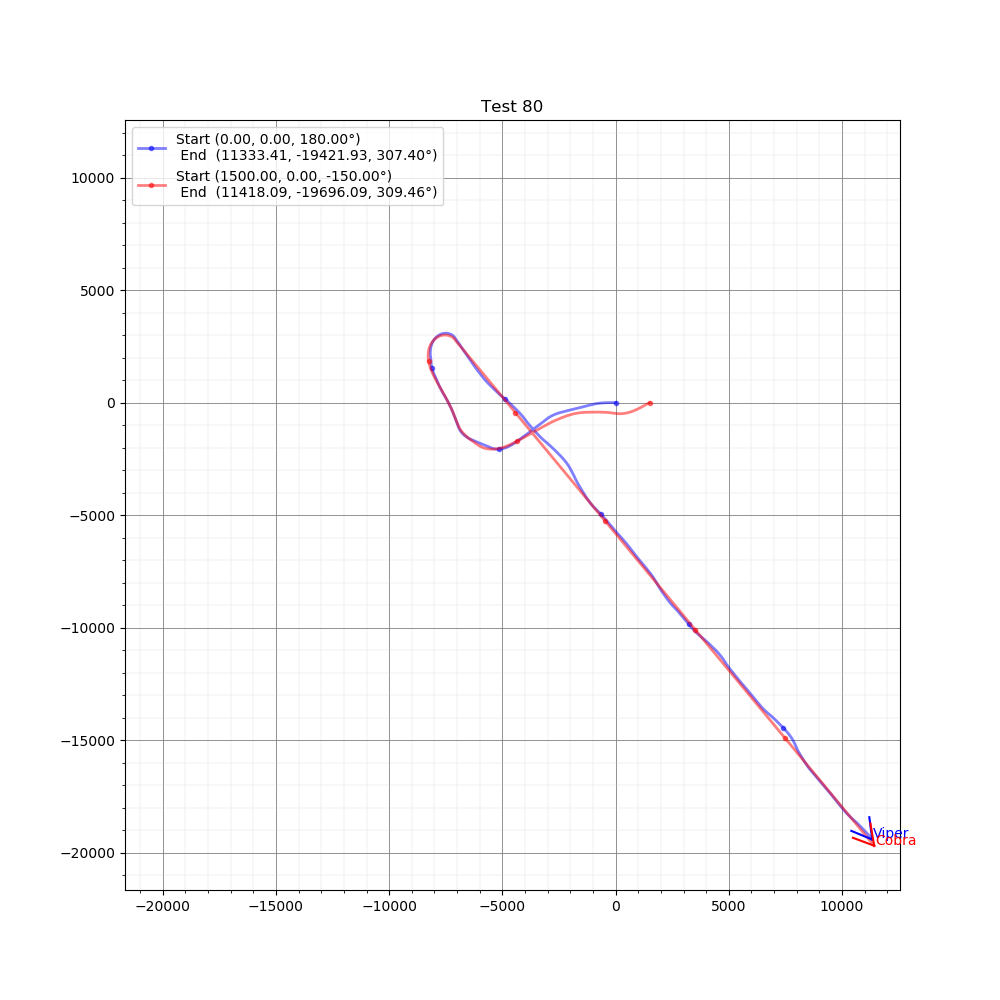 Test 80
Start (0.00, 0.00, 180.00°)
End (11333.41, -19421.93, 307.40°)
Start (1500.00, 0.00, -150.00°)
End (11418.09, -19696.09, 309.46°)
10000
5000
0
−5000
−10000
−15000
−20000
Viper
Cobra
−20000 −15000 −10000 −5000 0 5000 10000